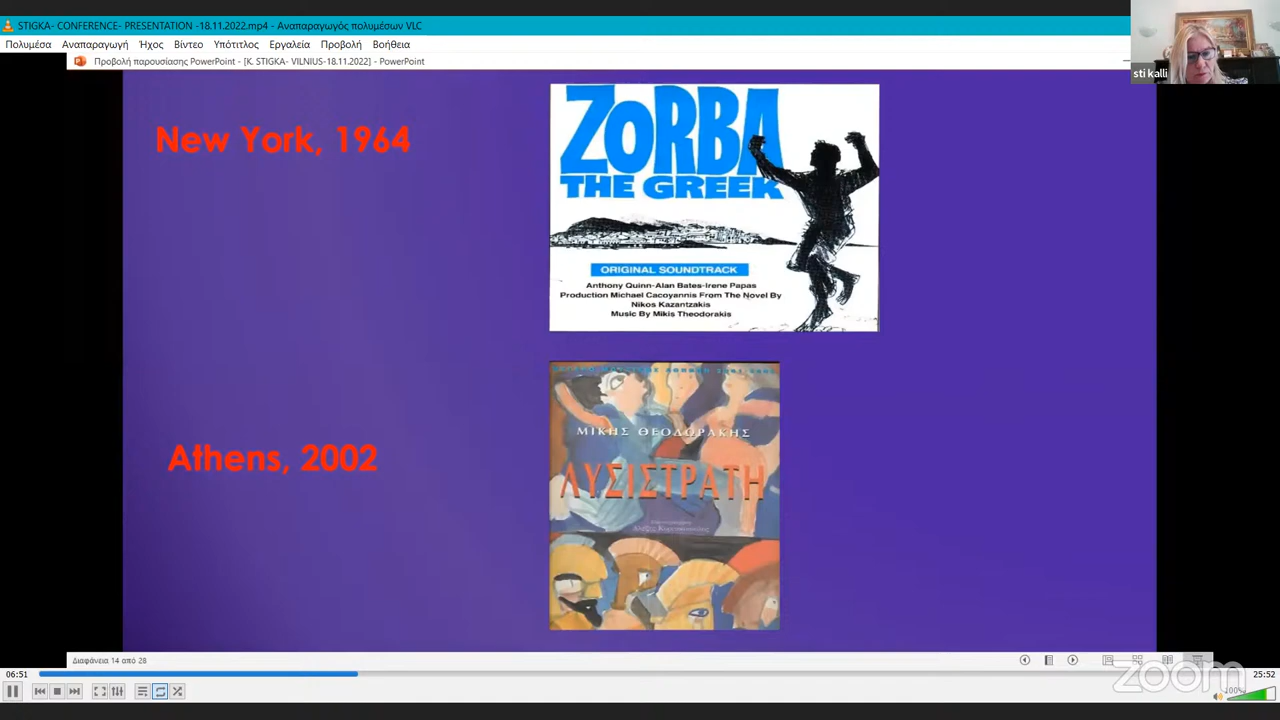 STIGKA- CONFERENCE- PRESENTATION -18.11.2022.mp4 - Αναπαραγωγός πολυμέσων VLC
Πολυμέσα Αναπαραγωγή Ήχος Βίντεο Υπότιτλος Εργαλεία Προβολή Βοήθεια
Προβολή παρουσίασης PowerPoint - [K. STIGKA- VILNIUS-18.11.2022] - PowerPoint
sti kalli
New York, 1964
ZORBA
THE GREEK
ORIGINAL SOUNDTRACK
Anthony Quinn-Alan Bates-Irene Papas
Production Michael Cacoyannis From The Novel By
Nikos Kazantzakis
Music By Mikis Theodorakis
Athens, 2002
ΜΙΚΗΣ ΘΕΟΔΩΡΑΚΗΣ
ΛΥΣΙΣΤΡΑΤΗ
Διαφάνεια 14 από 28
06:51
25:52
zoom
100%